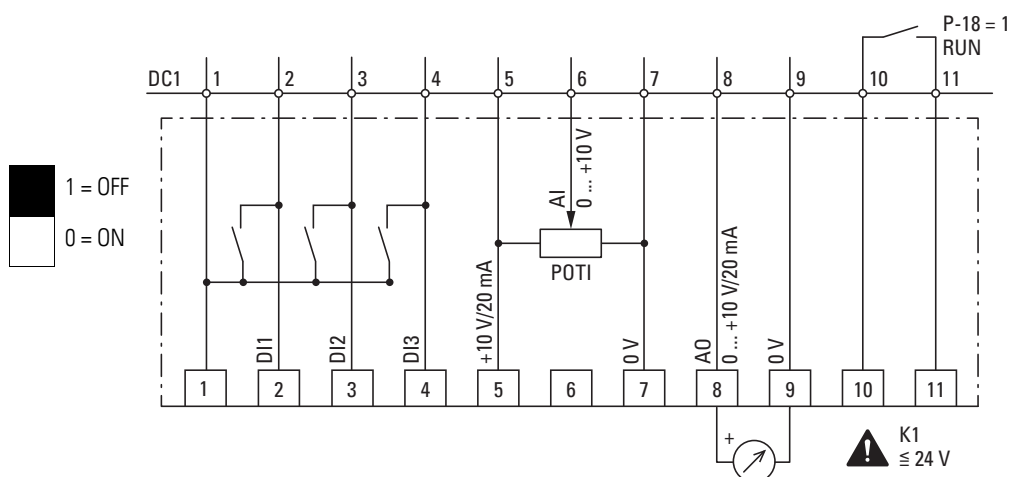 P-18 = 1
RUN
DC1 1 2 3 4 5 6 7 8 9 10 11
1 = OFF
0 = ON
AI
0 ... +10 V
POTI
DI1
DI2
DI3
+10 V/20 mA
0 V
AO
0 ... +10 V/20 mA
0 V
1 2 3 4 5 6 7 8 9 10 11
+
K1
≦ 24 V